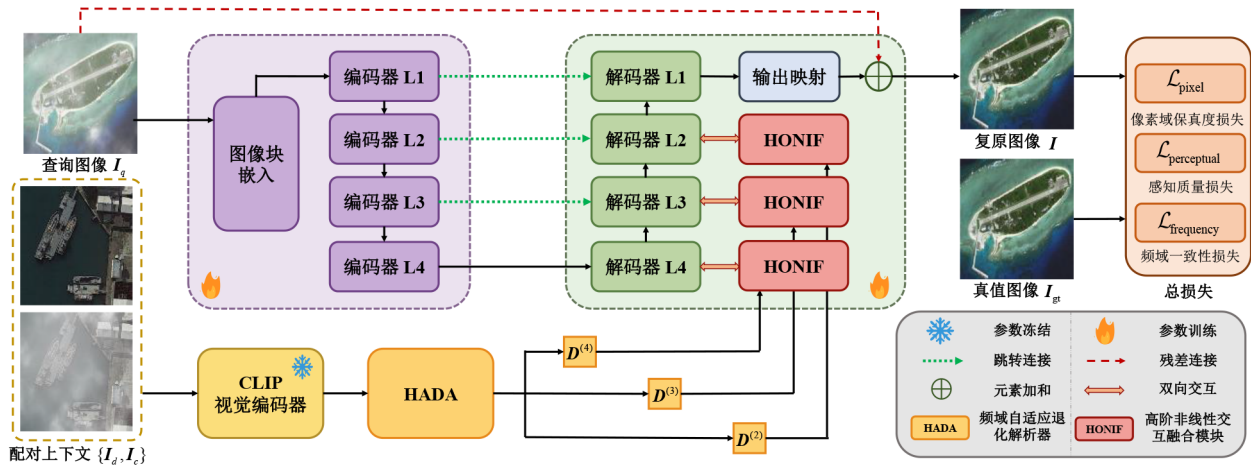 查询图像 I_q
配对上下文 {I_d, I_c}
图像块
嵌入
编码器 L1
编码器 L2
编码器 L3
编码器 L4
解码器 L1
解码器 L2
解码器 L3
解码器 L4
输出映射
HONIF
HONIF
HONIF
CLIP
视觉编码器
HADA
D^(4)
D^(3)
D^(2)
复原图像 I
真值图像 I_gt
L_pixel
像素域保真度损失
L_perceptual
感知质量损失
L_frequency
频域一致性损失
总损失
参数冻结
参数训练
跳转连接
残差连接
元素加和
双向交互
HADA
频域自适应退
化解析器
HONIF
高阶非线性交
互融合模块